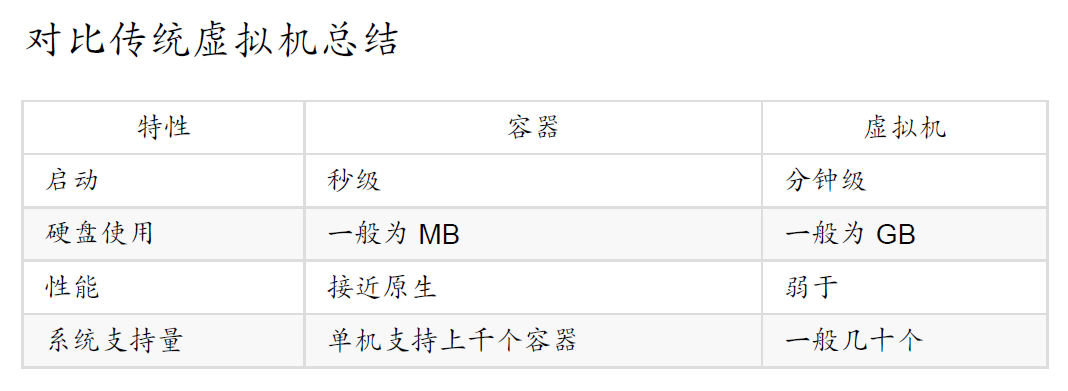 对比传统虚拟机总结
特性 容器 虚拟机
启动 秒级 分钟级
硬盘使用 一般为 MB 一般为 GB
性能 接近原生 弱于
系统支持量 单机支持上千个容器 一般几十个